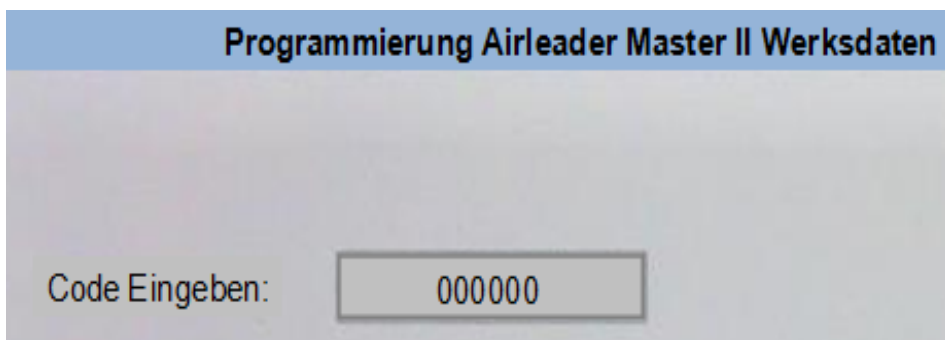 Programmierung Airleader Master II Werksdaten
Code Eingeben:
000000